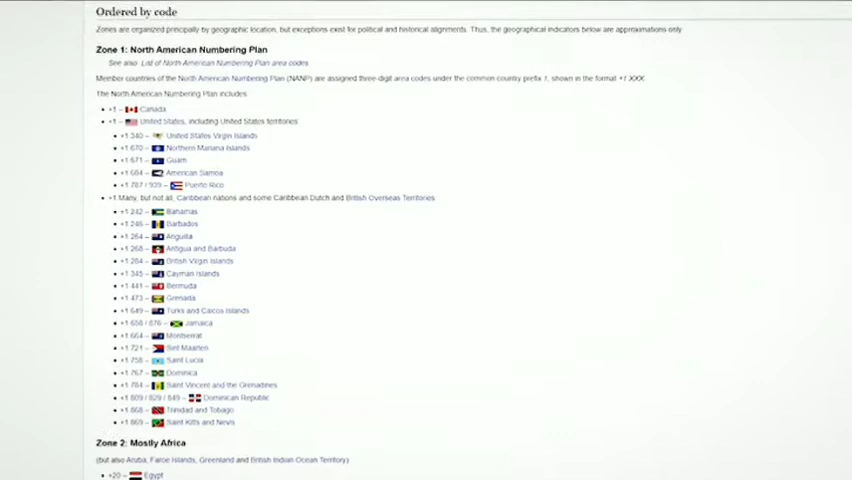 Ordered by code
Zones are organized principally by geographic location, but exceptions exist for political and historical alignments. Thus, the geographical indicators below are approximations only
Zone 1: North American Numbering Plan
See also List of North American Numbering Plan area codes
Member countries of the North American Numbering Plan (NANP) are assigned three-digit area codes under the common country prefix 1, shown in the format +1 XXX
The North American Numbering Plan includes
+1 – Canada
+1 – United States, including United States territories
+1 340 – United States Virgin Islands
+1 670 – Northern Mariana Islands
+1 671 – Guam
+1 684 – American Samoa
+1 787 / 939 – Puerto Rico
+1 Many, but not all, Caribbean nations and some Caribbean Dutch and British Overseas Territories
+1 242 – Bahamas
+1 246 – Barbados
+1 264 – Anguilla
+1 268 – Antigua and Barbuda
+1 284 – British Virgin Islands
+1 345 – Cayman Islands
+1 441 – Bermuda
+1 473 – Grenada
+1 649 – Turks and Caicos Islands
+1 658 / 876 – Jamaica
+1 664 – Montserrat
+1 721 – Sint Maarten
+1 758 – Saint Lucia
+1 767 – Dominica
+1 784 – Saint Vincent and the Grenadines
+1 809 / 829 / 849 – Dominican Republic
+1 868 – Trinidad and Tobago
+1 869 – Saint Kitts and Nevis
Zone 2: Mostly Africa
(but also Aruba, Faroe Islands, Greenland and British Indian Ocean Territory)
+20 – Egypt